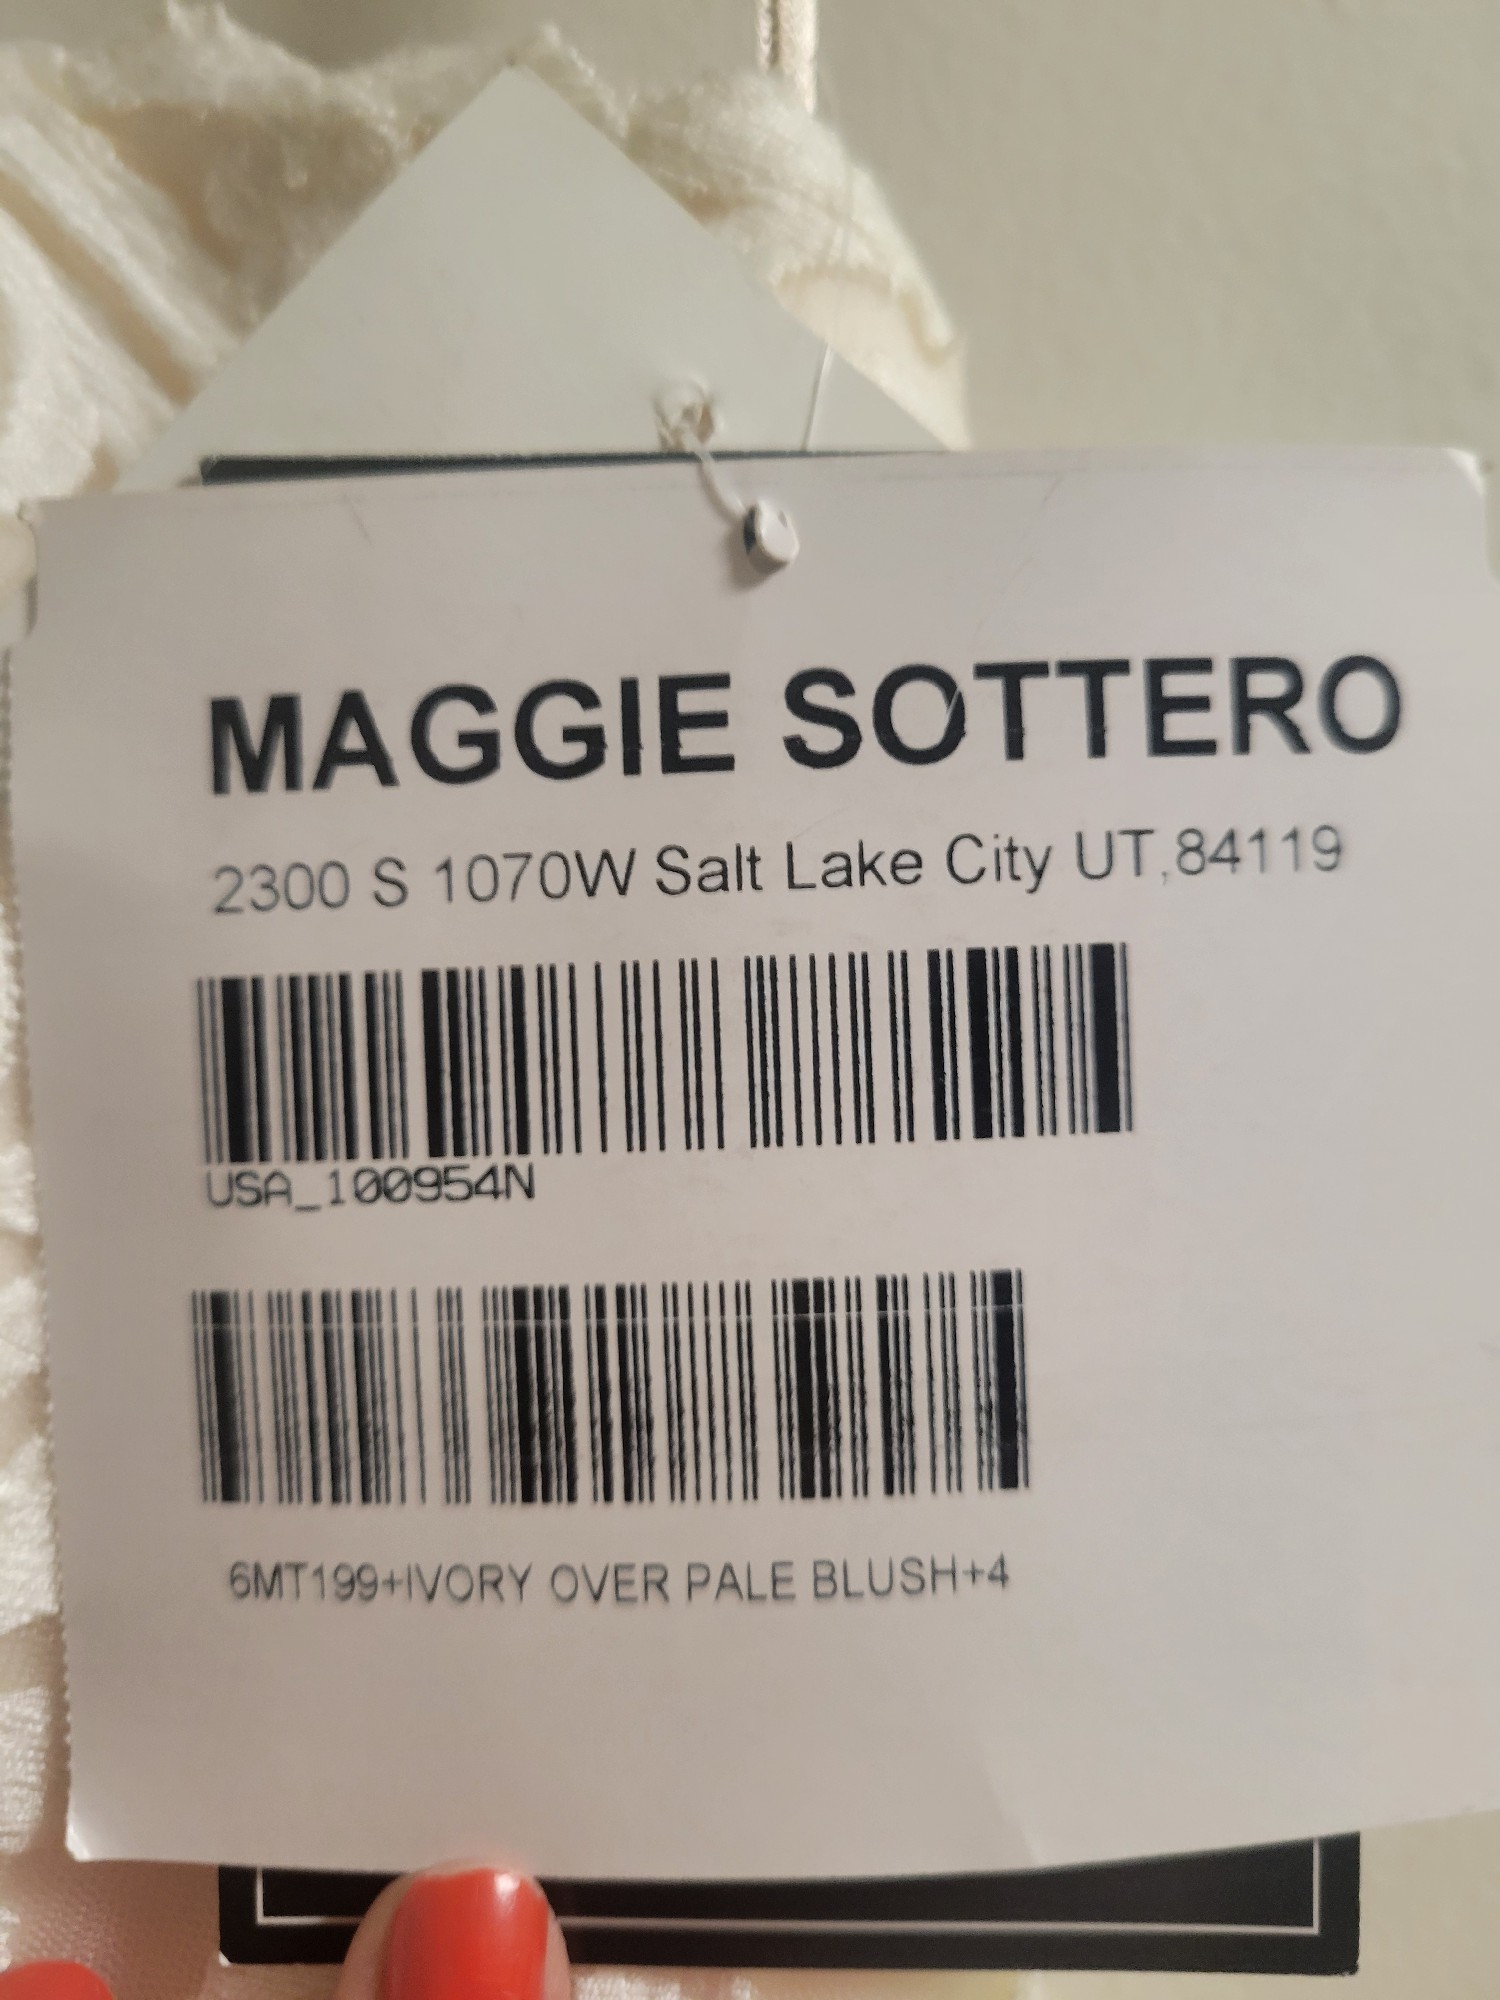 MAGGIE SOTTERO
2300 S 1070W Salt Lake City UT,84119
USA_100954N
6MT199+IVORY OVER PALE BLUSH+4